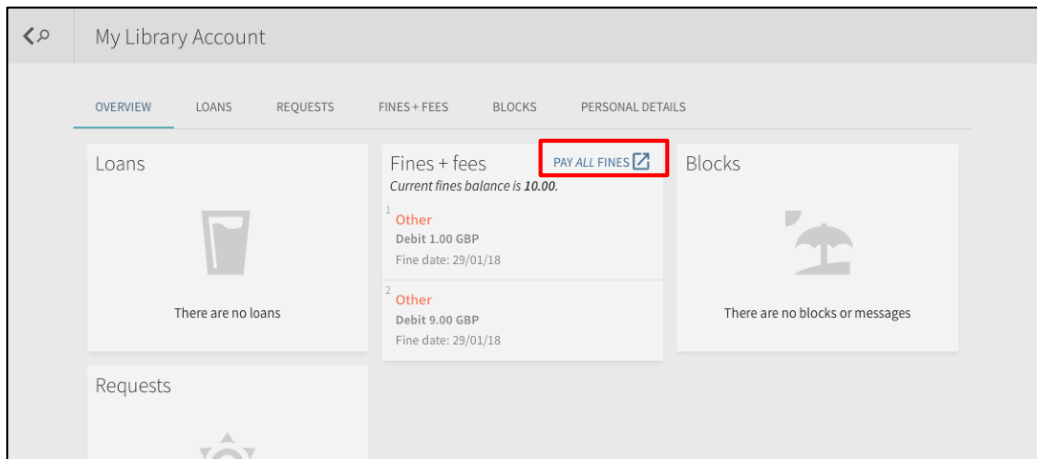 My Library Account
OVERVIEW LOANS REQUESTS FINES + FEES BLOCKS PERSONAL DETAILS
Loans
There are no loans
Fines + fees
PAY ALL FINES
Current fines balance is 10.00.
1
Other
Debit 1.00 GBP
Fine date: 29/01/18
2
Other
Debit 9.00 GBP
Fine date: 29/01/18
Blocks
There are no blocks or messages
Requests